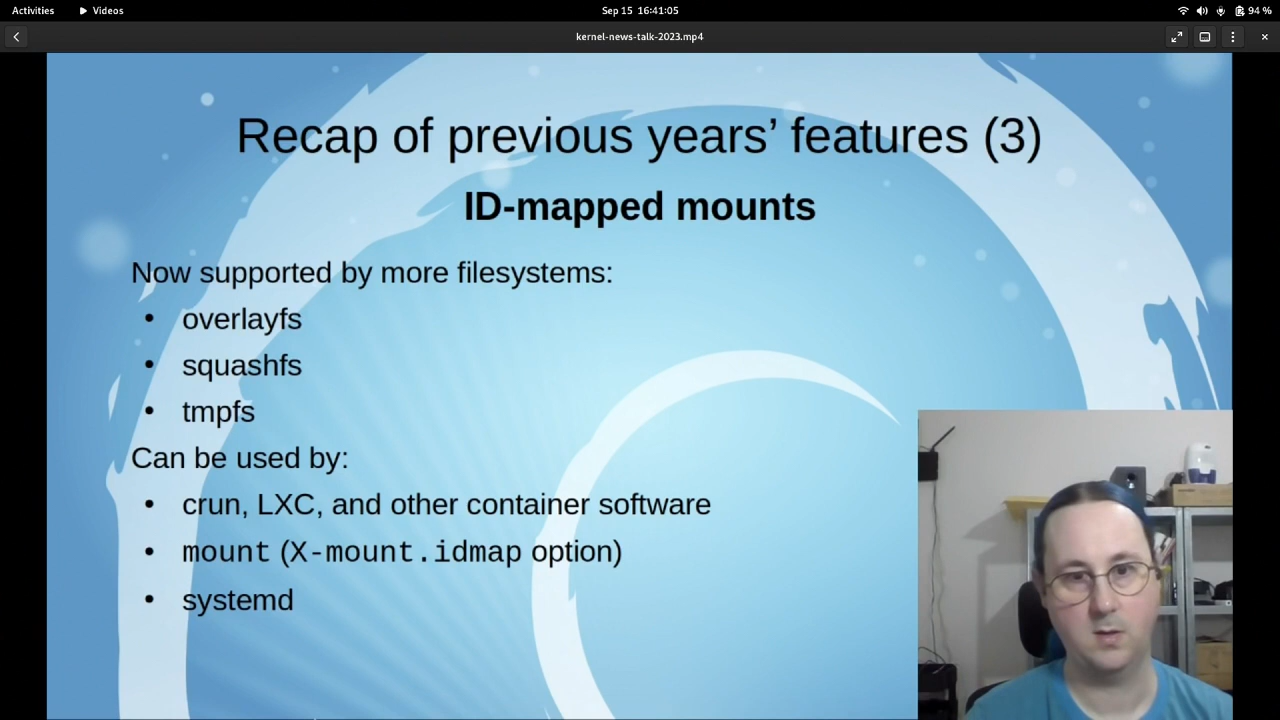 Activities Videos Sep 15 16:41:05 94 %
kernel-news-talk-2023.mp4
Recap of previous years’ features (3)
ID-mapped mounts
Now supported by more filesystems:
• overlayfs
• squashfs
• tmpfs
Can be used by:
• crun, LXC, and other container software
• mount (X-mount.idmap option)
• systemd